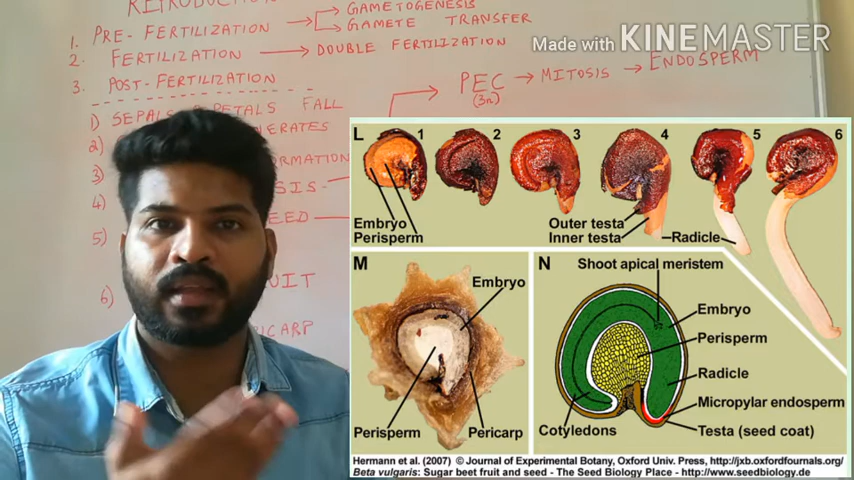 1. PRE-FERTILIZATION → GAMETOGENESIS
GAMETE TRANSFER
2. FERTILIZATION → DOUBLE FERTILIZATION
3. POST-FERTILIZATION
Made with KINEMASTER
PEC → MITOSIS → ENDOSPERM
(3n)
1) SEPALS PETALS FALL
2)
3)
4)
5)
6)
L 1 2 3 4 5 6
Embryo
Perisperm
Outer testa
Inner testa
Radicle
M
Embryo
Perisperm
Pericarp
N
Shoot apical meristem
Embryo
Perisperm
Radicle
Micropylar endosperm
Cotyledons
Testa (seed coat)
Hermann et al. (2007) © Journal of Experimental Botany, Oxford Univ. Press, http://jxb.oxfordfournals.org/
Beta vulgaris: Sugar beet fruit and seed - The Seed Biology Place - http://www.seedbiology.de